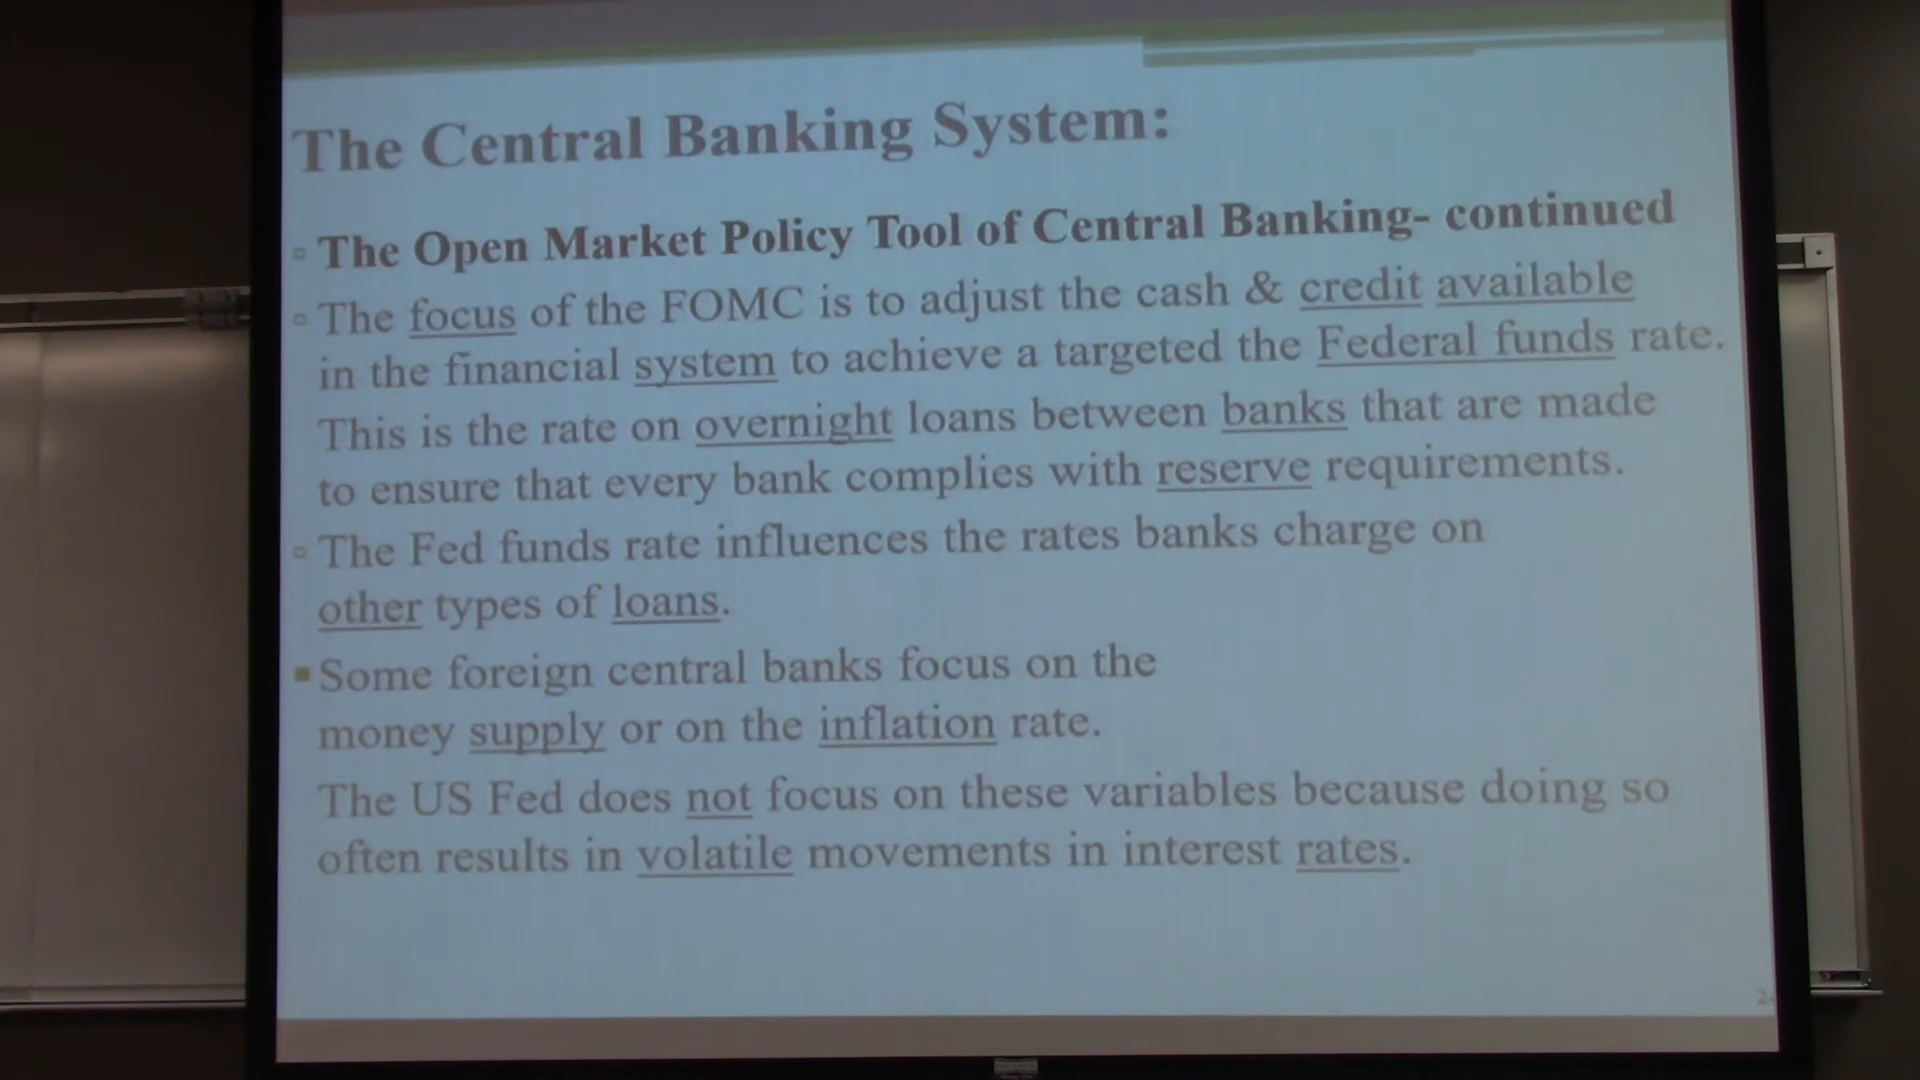 The Central Banking System:
The Open Market Policy Tool of Central Banking- continued
The focus of the FOMC is to adjust the cash & credit available
in the financial system to achieve a targeted the Federal funds rate.
This is the rate on overnight loans between banks that are made
to ensure that every bank complies with reserve requirements.
The Fed funds rate influences the rates banks charge on
other types of loans.
Some foreign central banks focus on the
money supply or on the inflation rate.
The US Fed does not focus on these variables because doing so
often results in volatile movements in interest rates.